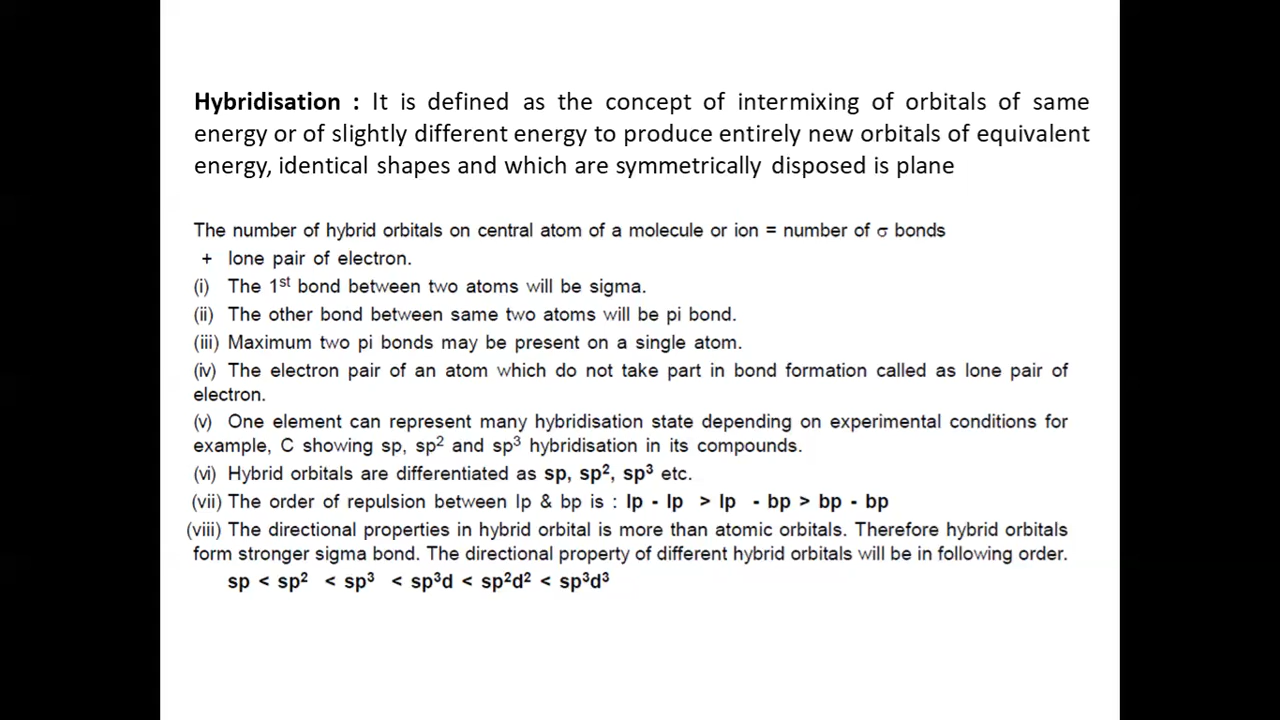 Hybridisation : It is defined as the concept of intermixing of orbitals of same
energy or of slightly different energy to produce entirely new orbitals of equivalent
energy, identical shapes and which are symmetrically disposed is plane
The number of hybrid orbitals on central atom of a molecule or ion = number of σ bonds
+ lone pair of electron.
(i) The 1st bond between two atoms will be sigma.
(ii) The other bond between same two atoms will be pi bond.
(iii) Maximum two pi bonds may be present on a single atom.
(iv) The electron pair of an atom which do not take part in bond formation called as lone pair of
electron.
(v) One element can represent many hybridisation state depending on experimental conditions for
example, C showing sp, sp² and sp³ hybridisation in its compounds.
(vi) Hybrid orbitals are differentiated as sp, sp², sp³ etc.
(vii) The order of repulsion between lp & bp is : lp - lp > lp - bp > bp - bp
(viii) The directional properties in hybrid orbital is more than atomic orbitals. Therefore hybrid orbitals
form stronger sigma bond. The directional property of different hybrid orbitals will be in following order.
sp < sp² < sp³ < sp³d < sp²d² < sp³d³